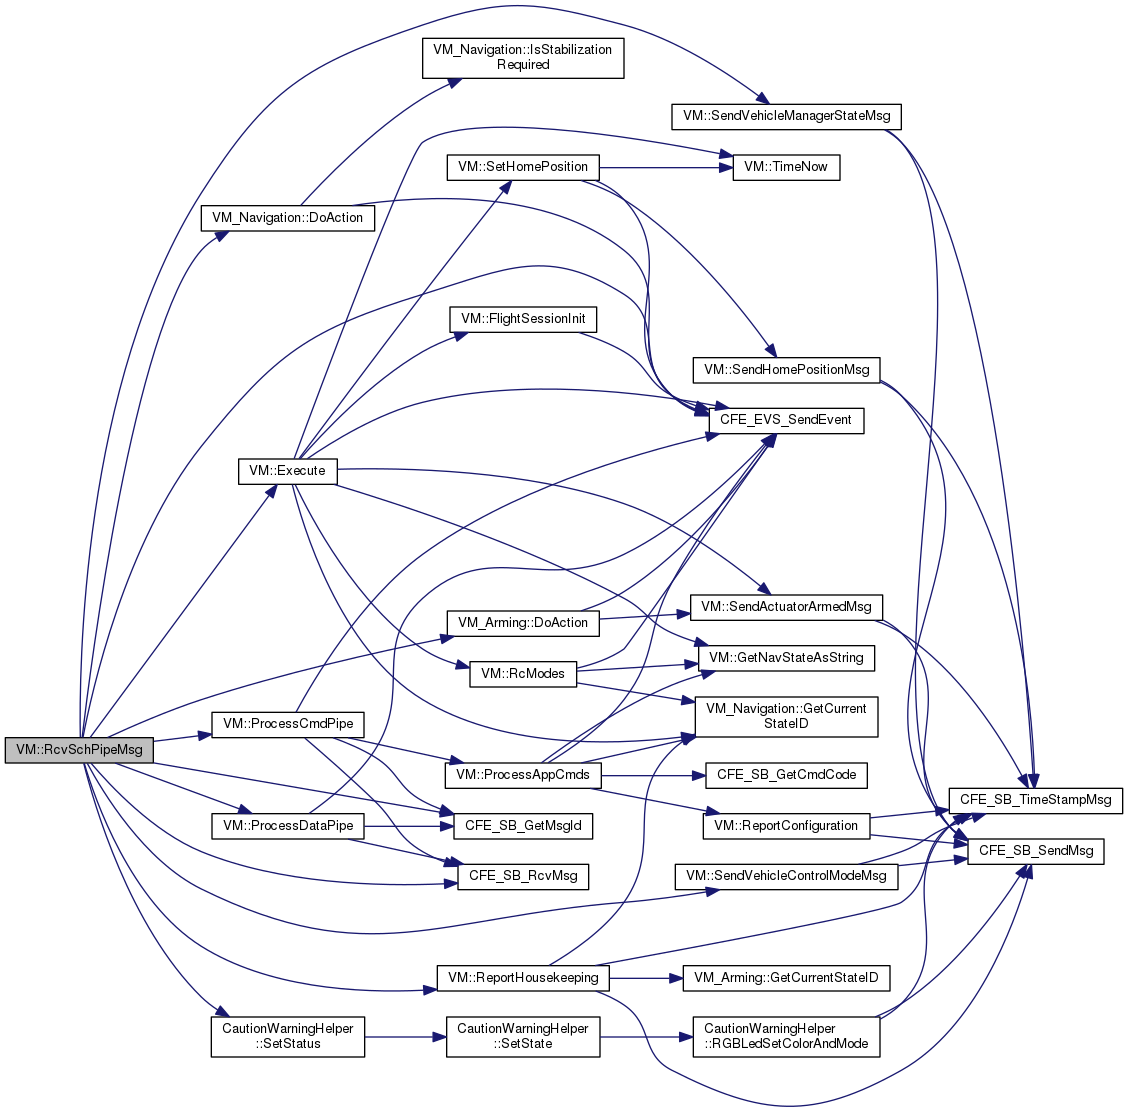 VM_Navigation::IsStabilization
Required
VM::SendVehicleManagerStateMsg
VM::SetHomePosition
VM::TimeNow
VM_Navigation::DoAction
VM::FlightSessionInit
VM::SendHomePositionMsg
CFE_EVS_SendEvent
VM::Execute
VM::SendActuatorArmedMsg
VM_Arming::DoAction
VM::GetNavStateAsString
VM::RcModes
VM_Navigation::GetCurrent
StateID
VM::ProcessCmdPipe
VM::RcvSchPipeMsg
VM::ProcessAppCmds
CFE_SB_GetCmdCode
CFE_SB_TimeStampMsg
VM::ProcessDataPipe
CFE_SB_GetMsgId
VM::ReportConfiguration
CFE_SB_SendMsg
CFE_SB_RcvMsg
VM::SendVehicleControlModeMsg
VM::ReportHousekeeping
VM_Arming::GetCurrentStateID
CautionWarningHelper
::SetStatus
CautionWarningHelper
::SetState
CautionWarningHelper
::RGBLedSetColorAndMode